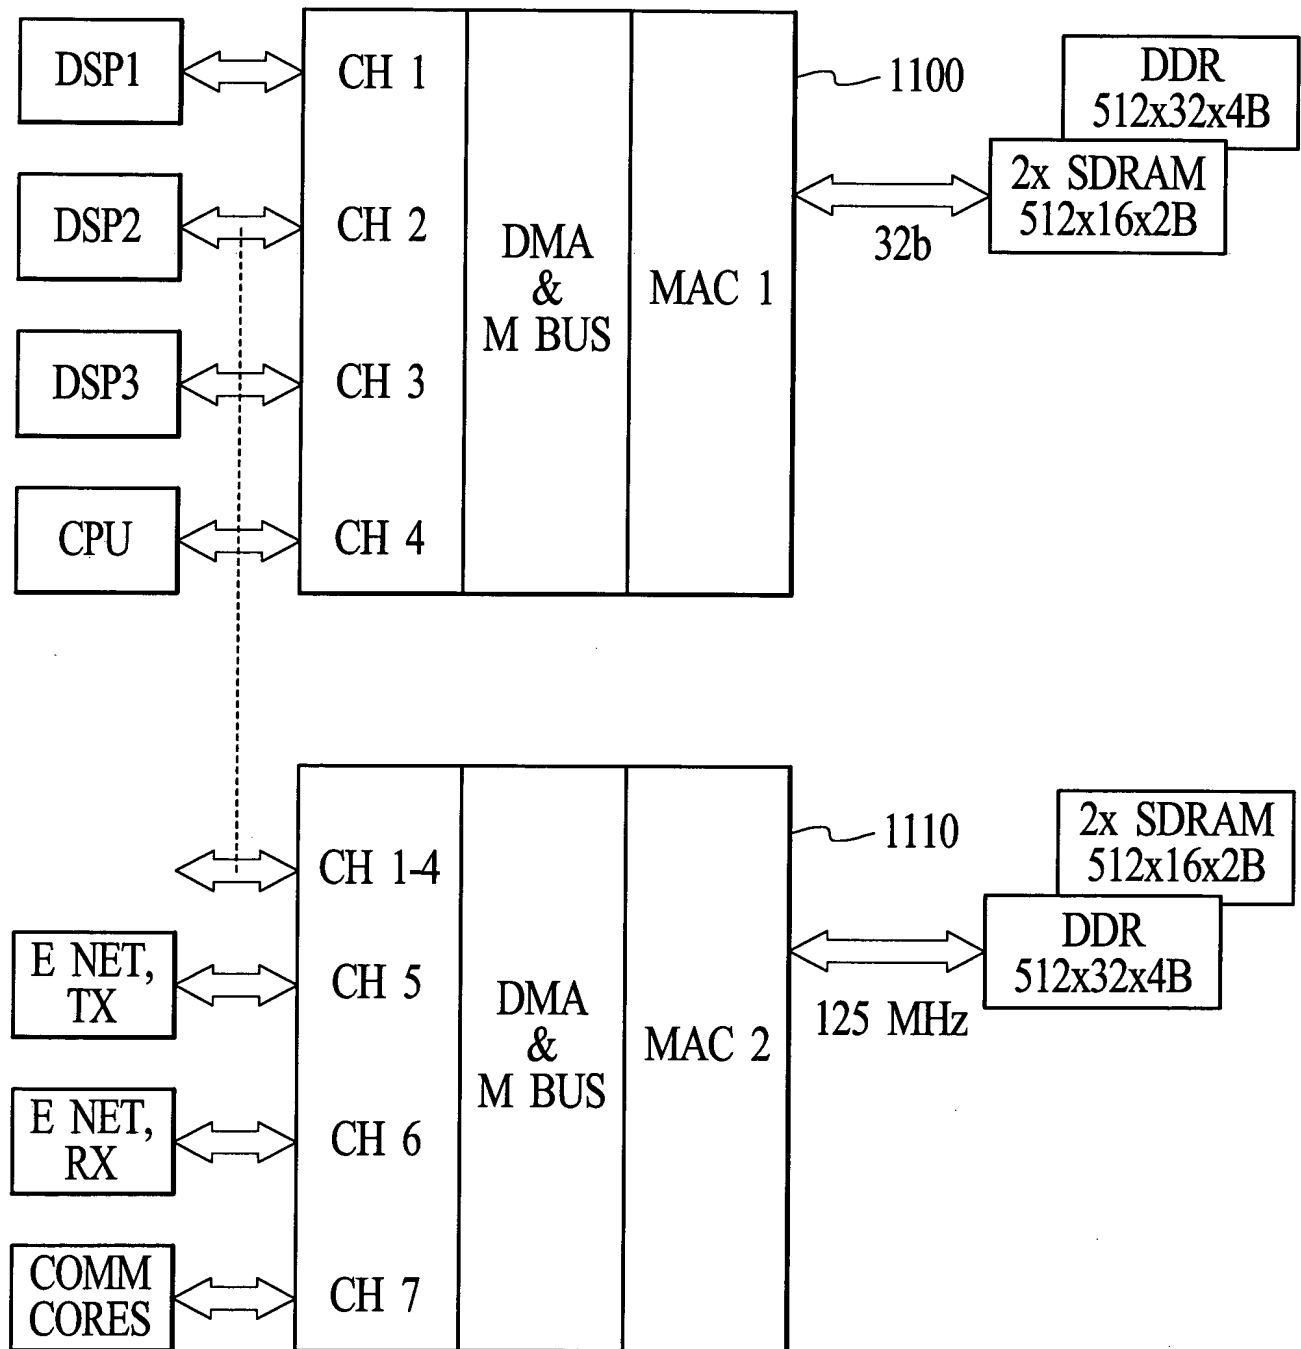 DSP1
CH 1
1100
DDR
512x32x4B
2x SDRAM
512x16x2B
32b
DSP2
CH 2
DMA
&
M BUS
MAC 1
DSP3
CH 3
CPU
CH 4
CH 1-4
1110
2x SDRAM
512x16x2B
DDR
512x32x4B
125 MHz
E NET,
TX
CH 5
DMA
&
M BUS
MAC 2
E NET,
RX
CH 6
COMM
CORES
CH 7